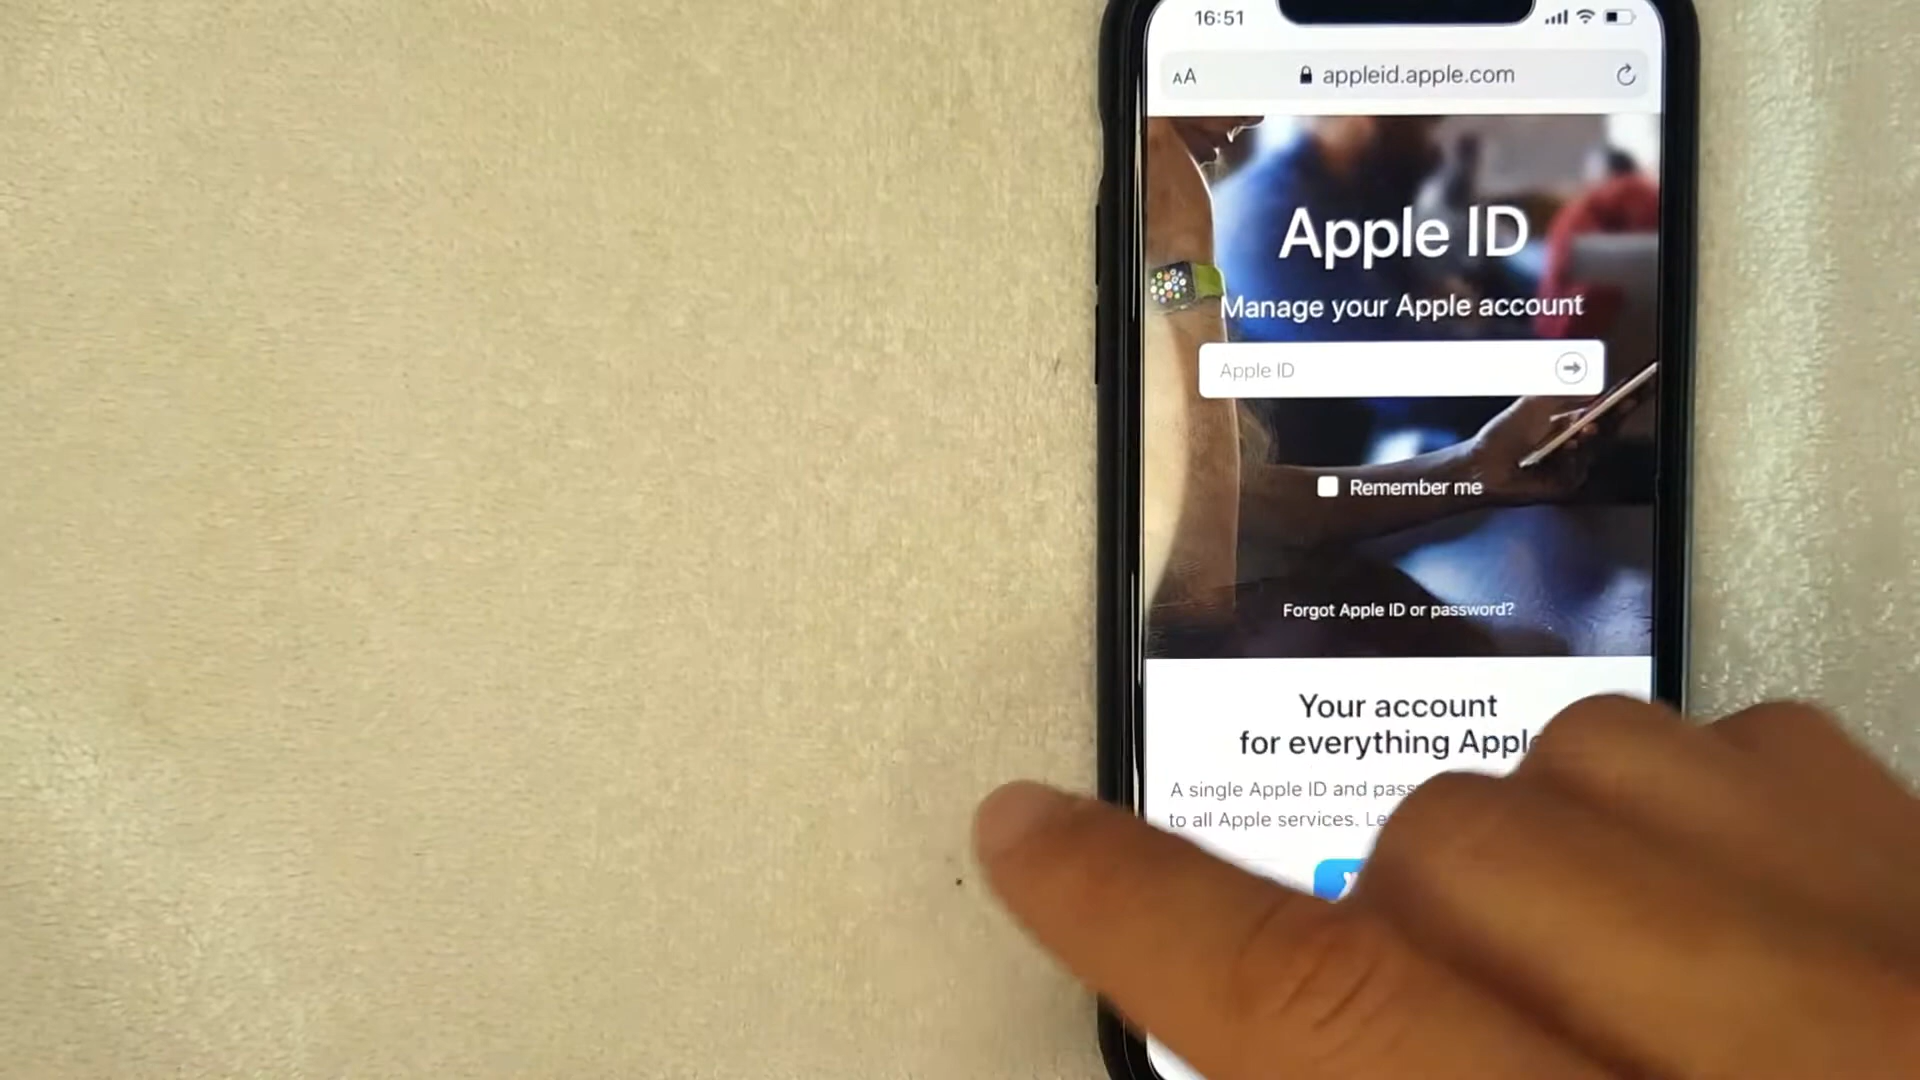 16:51
AA appleid.apple.com
Apple ID
Manage your Apple account
Apple ID
Remember me
Forgot Apple ID or password?
Your account
for everything Apple
A single Apple ID and pass
to all Apple services. Le